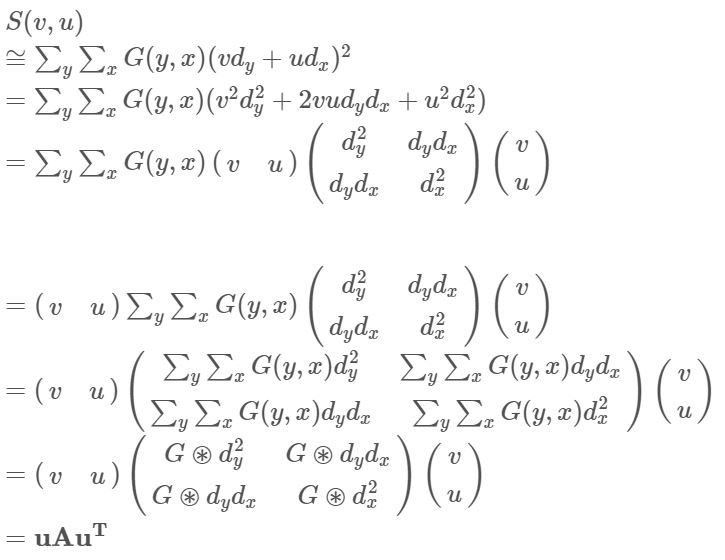 S(v, u)
≅ ∑_y ∑_x G(y, x)(vd_y + ud_x)^2
= ∑_y ∑_x G(y, x)(v^2d_y^2 + 2vud_yd_x + u^2d_x^2)
= ∑_y ∑_x G(y, x) ( v u ) ( d_y^2 d_yd_x ; d_yd_x d_x^2 ) ( v ; u )
= ( v u ) ∑_y ∑_x G(y, x) ( d_y^2 d_yd_x ; d_yd_x d_x^2 ) ( v ; u )
= ( v u ) ( ∑_y ∑_x G(y, x)d_y^2 ∑_y ∑_x G(y, x)d_yd_x ; ∑_y ∑_x G(y, x)d_yd_x ∑_y ∑_x G(y, x)d_x^2 ) ( v ; u )
= ( v u ) ( G ⊛ d_y^2 G ⊛ d_yd_x ; G ⊛ d_yd_x G ⊛ d_x^2 ) ( v ; u )
= uAu^T